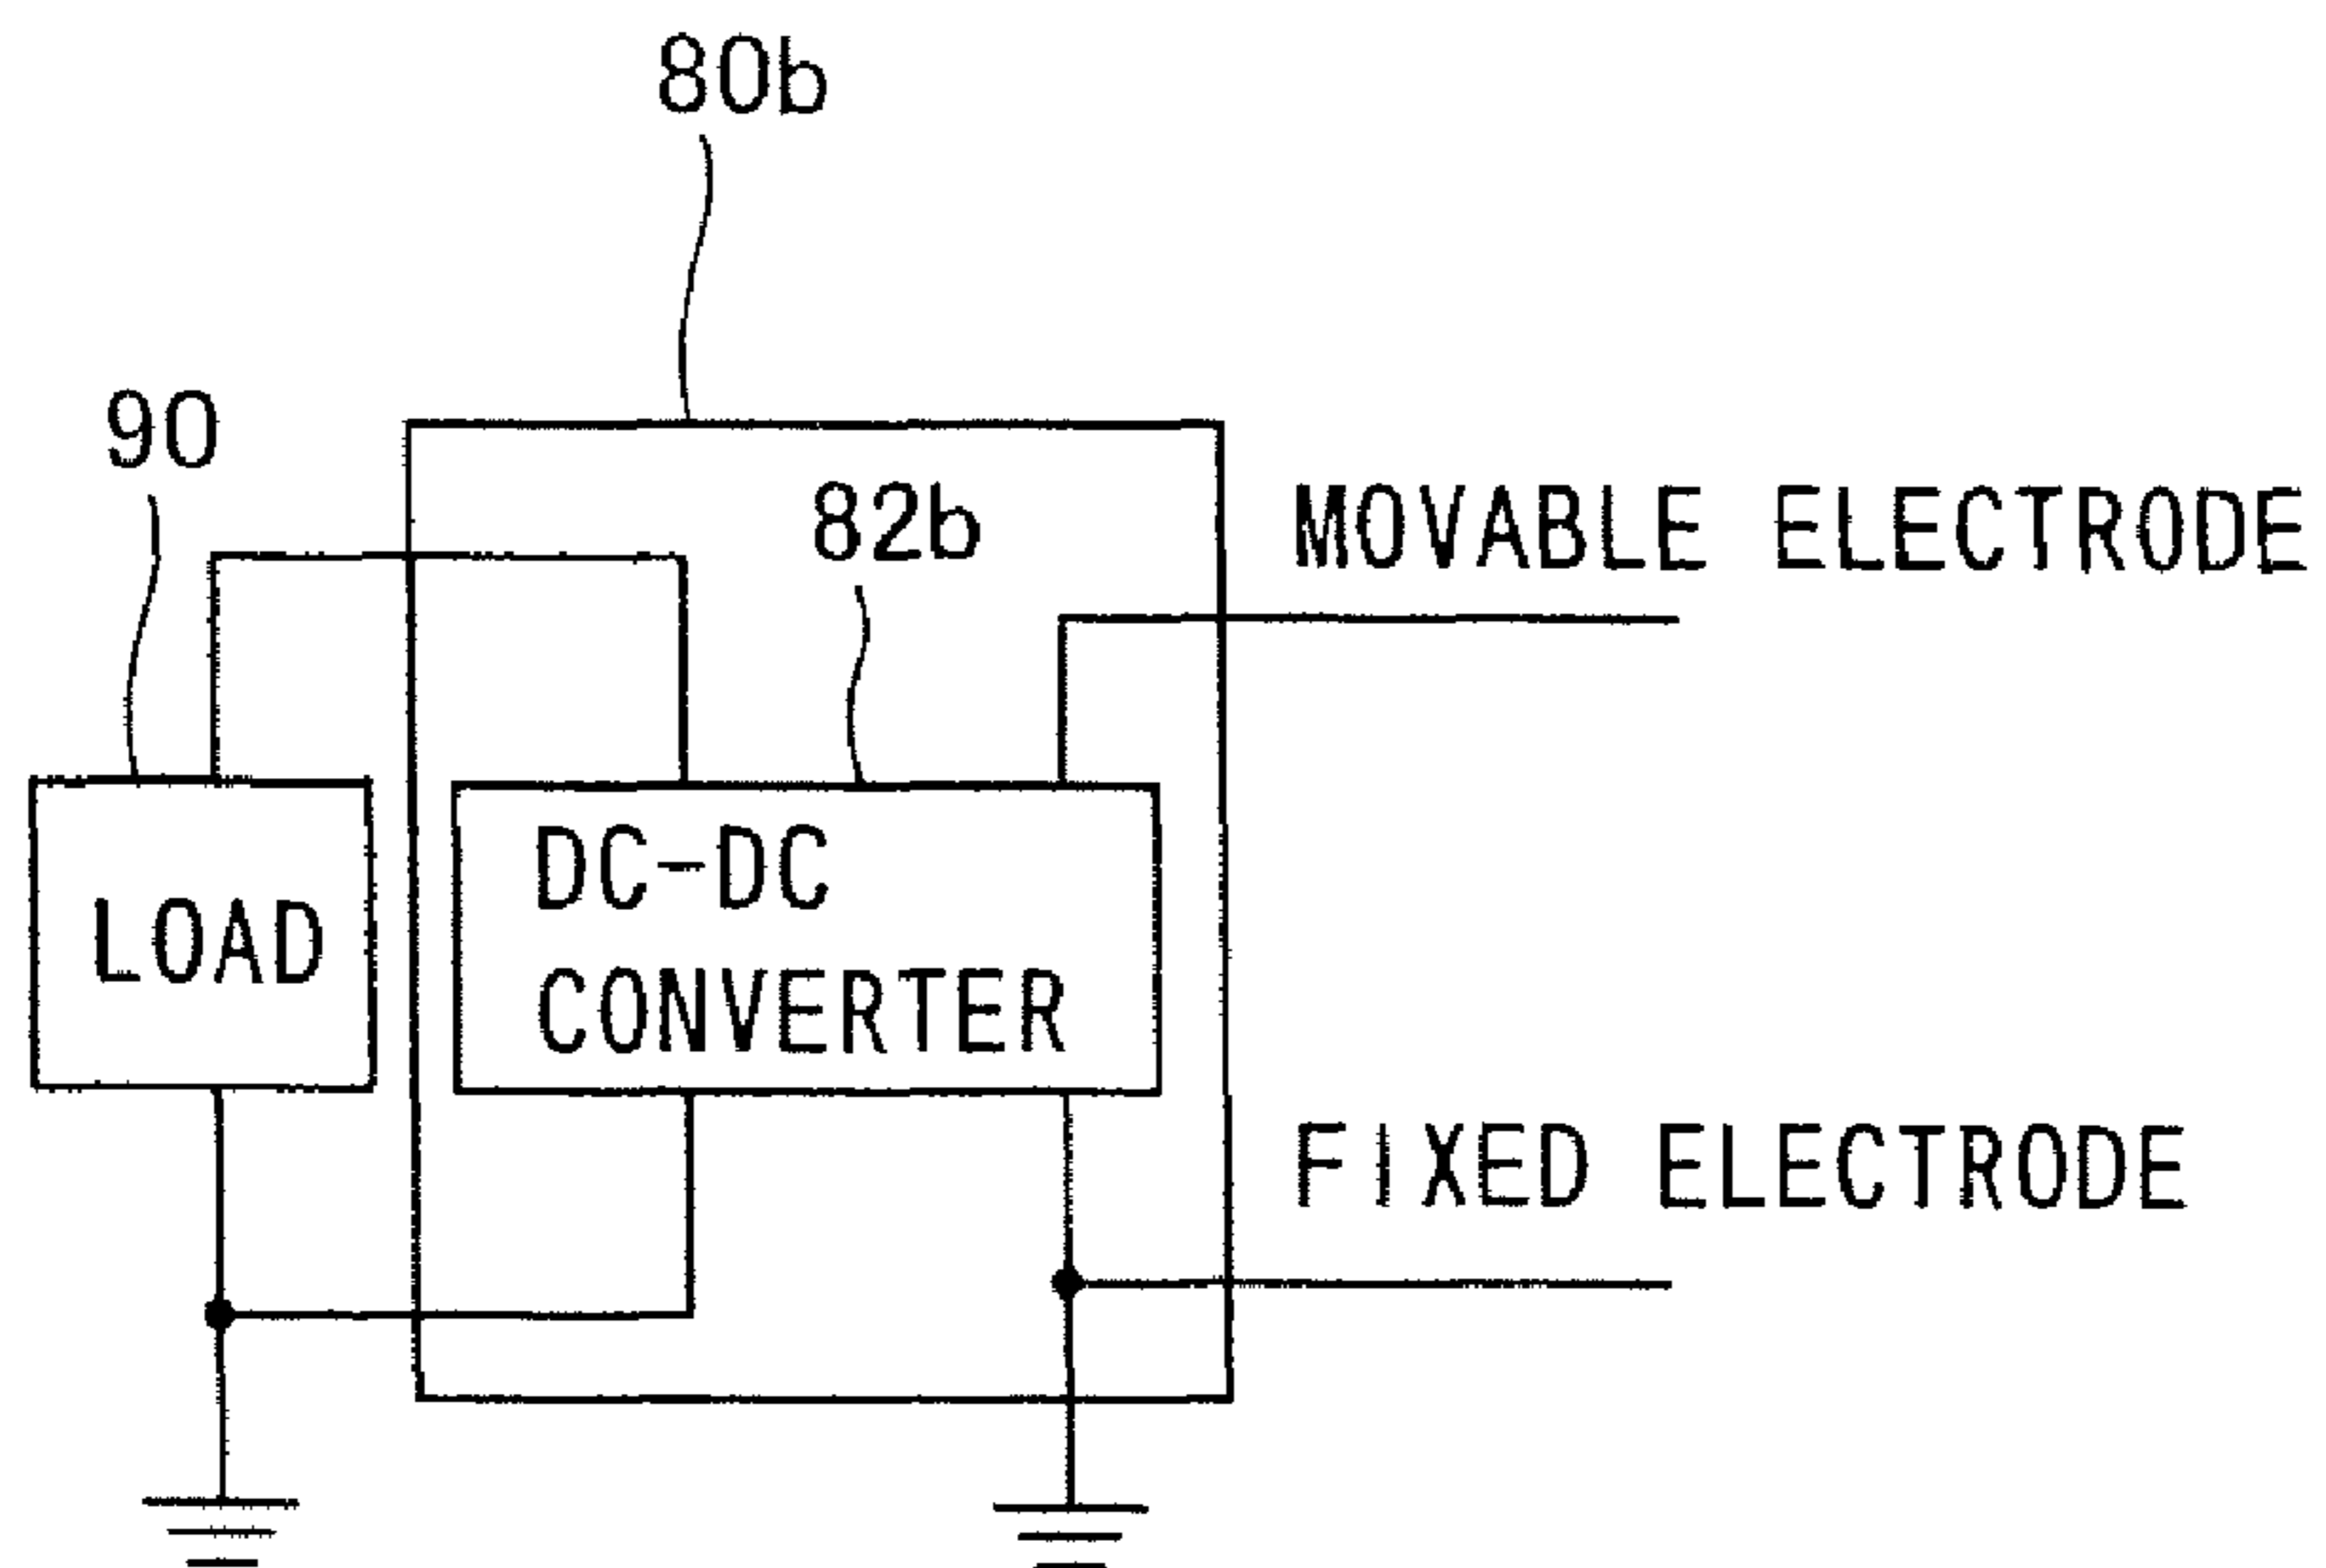 80b
90
82b
MOVABLE ELECTRODE
DC-DC
CONVERTER
LOAD
FIXED ELECTRODE